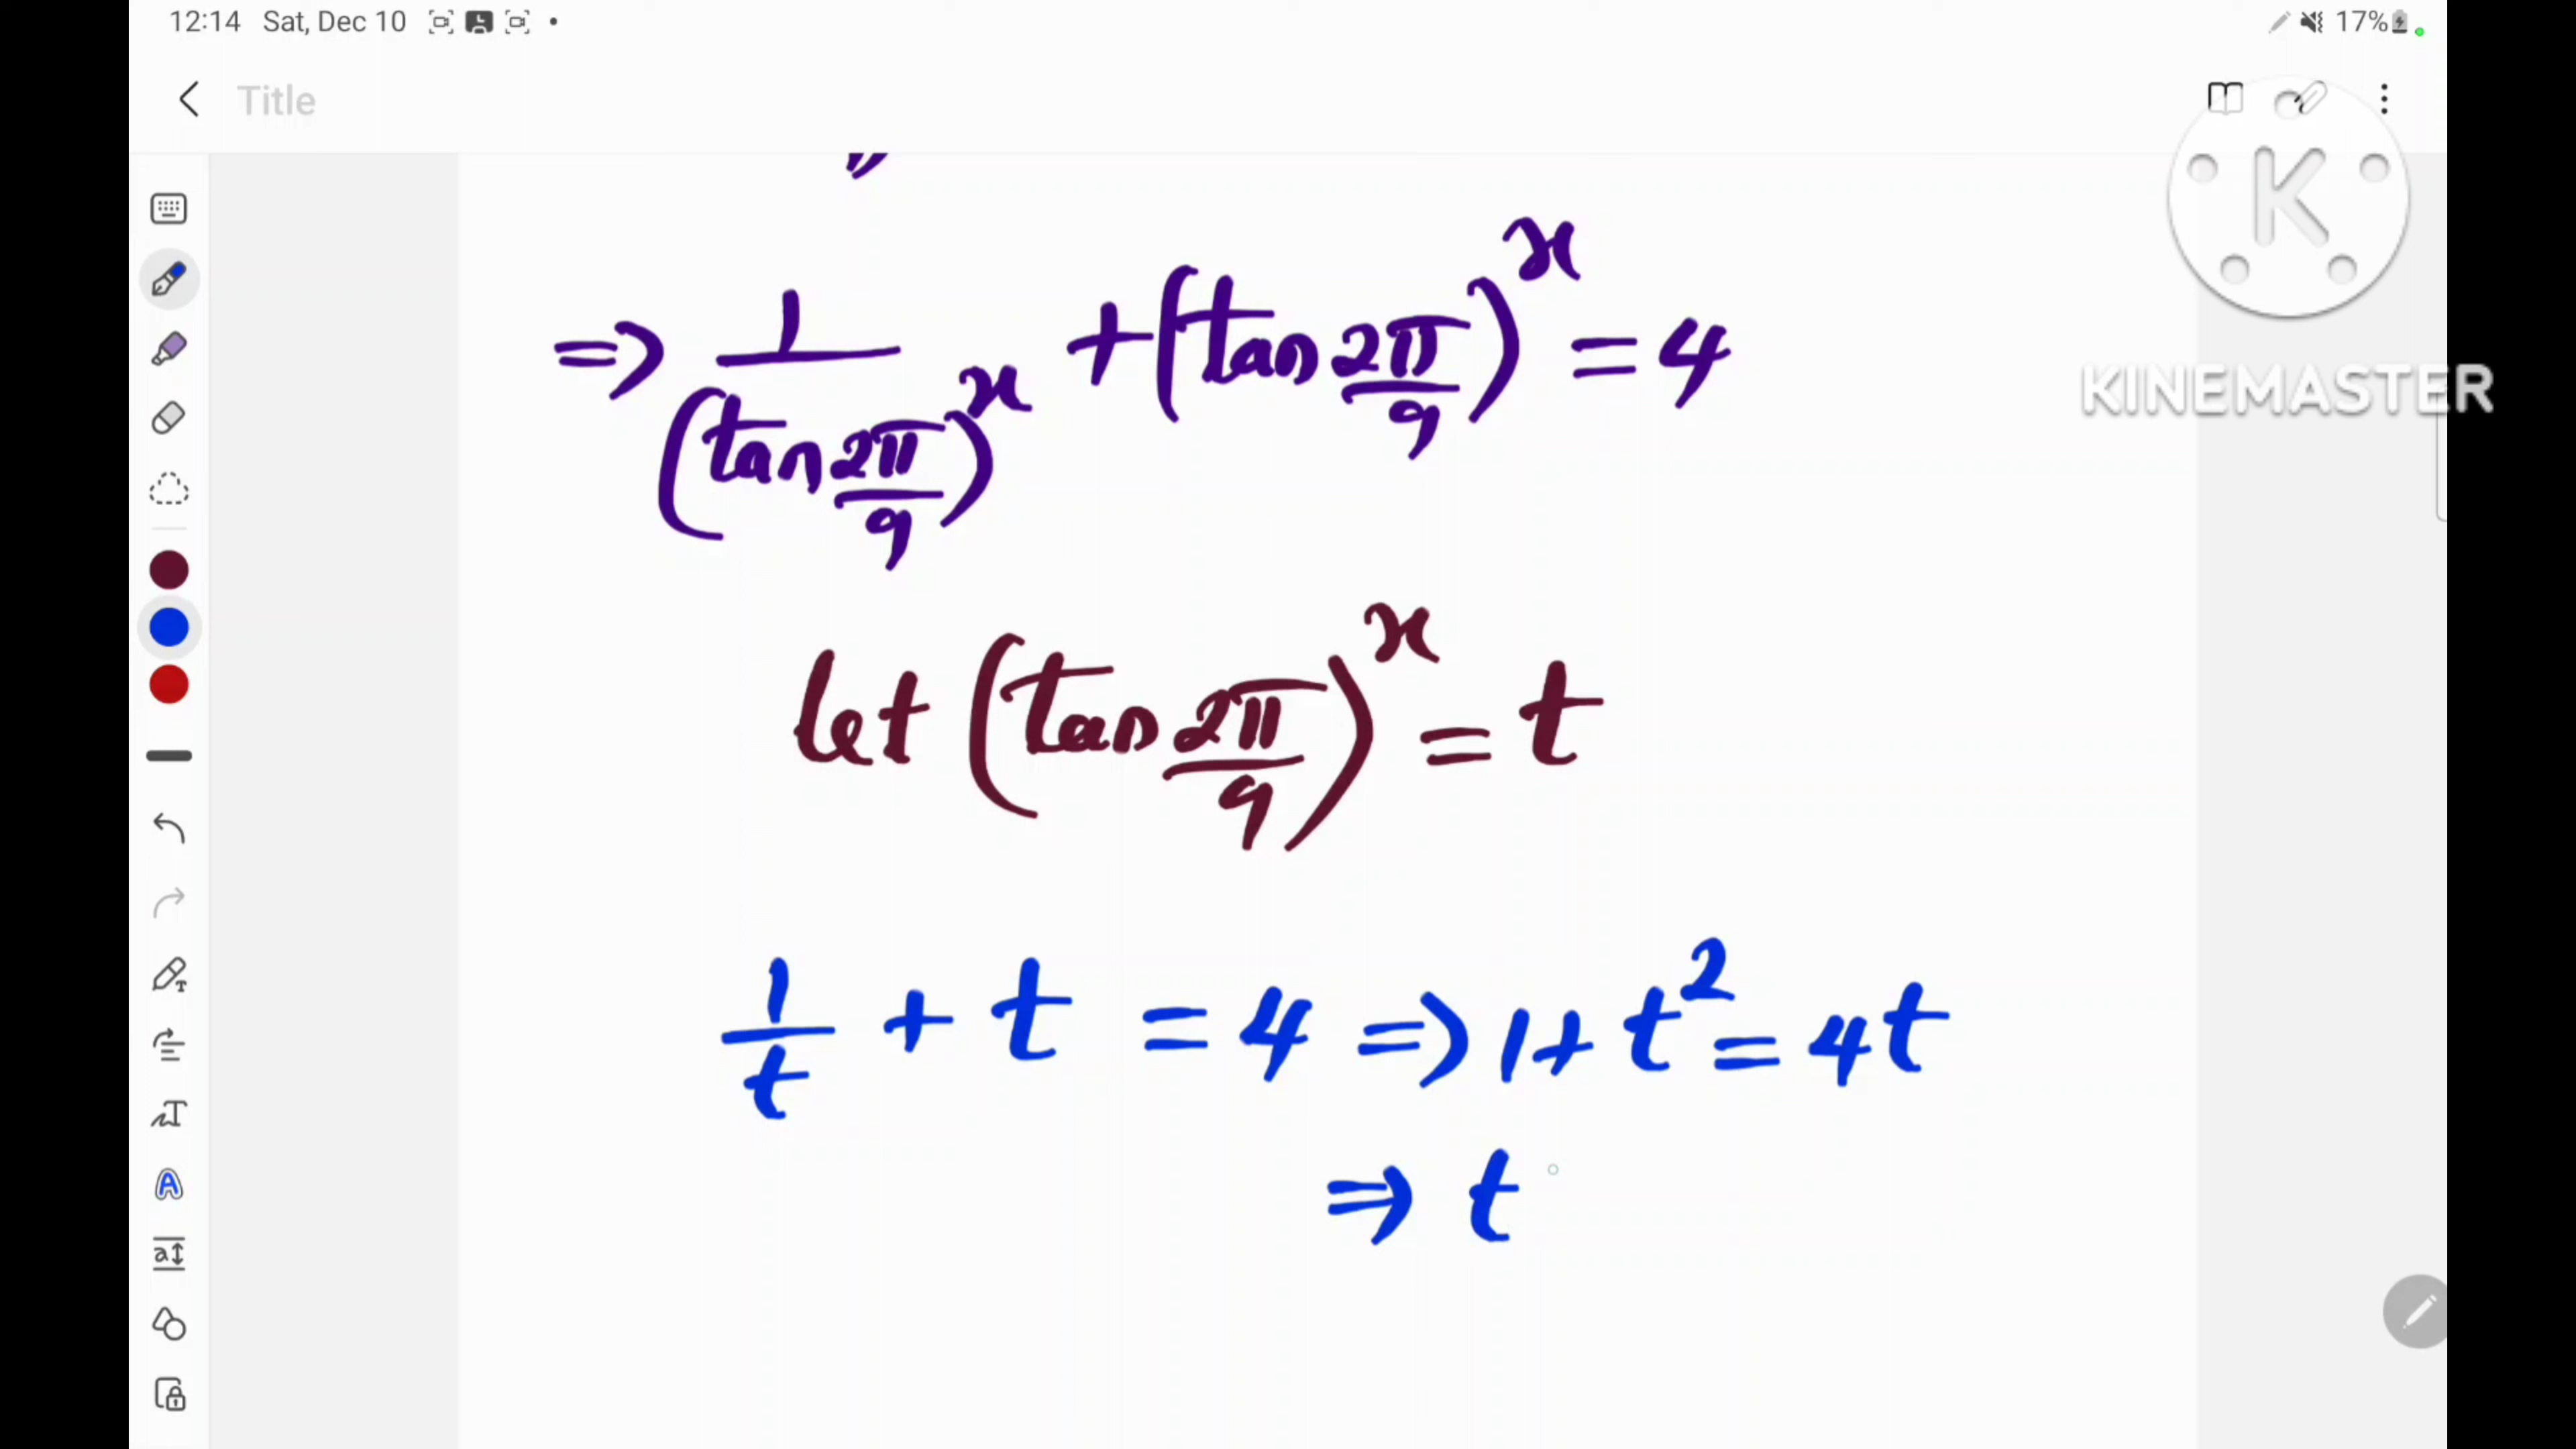 12:14 Sat, Dec 10 17%
Title
K
KINEMASTER
=> 1/(tan 2π/9)^x + (tan 2π/9)^x = 4
let (tan 2π/9)^x = t
1/t + t = 4 => 1 + t^2 = 4t
=> t